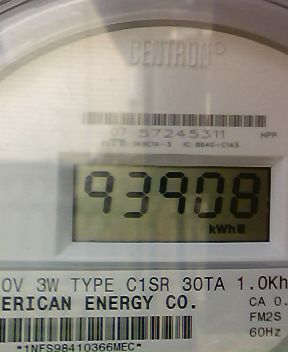 CENTRON®
07 57245311 HPP
93908
kWh
0V 3W TYPE C1SR 30TA 1.0Kh
ERICAN ENERGY CO. CA 0.
FM2S
60Hz
*1NFS98410366MEC*